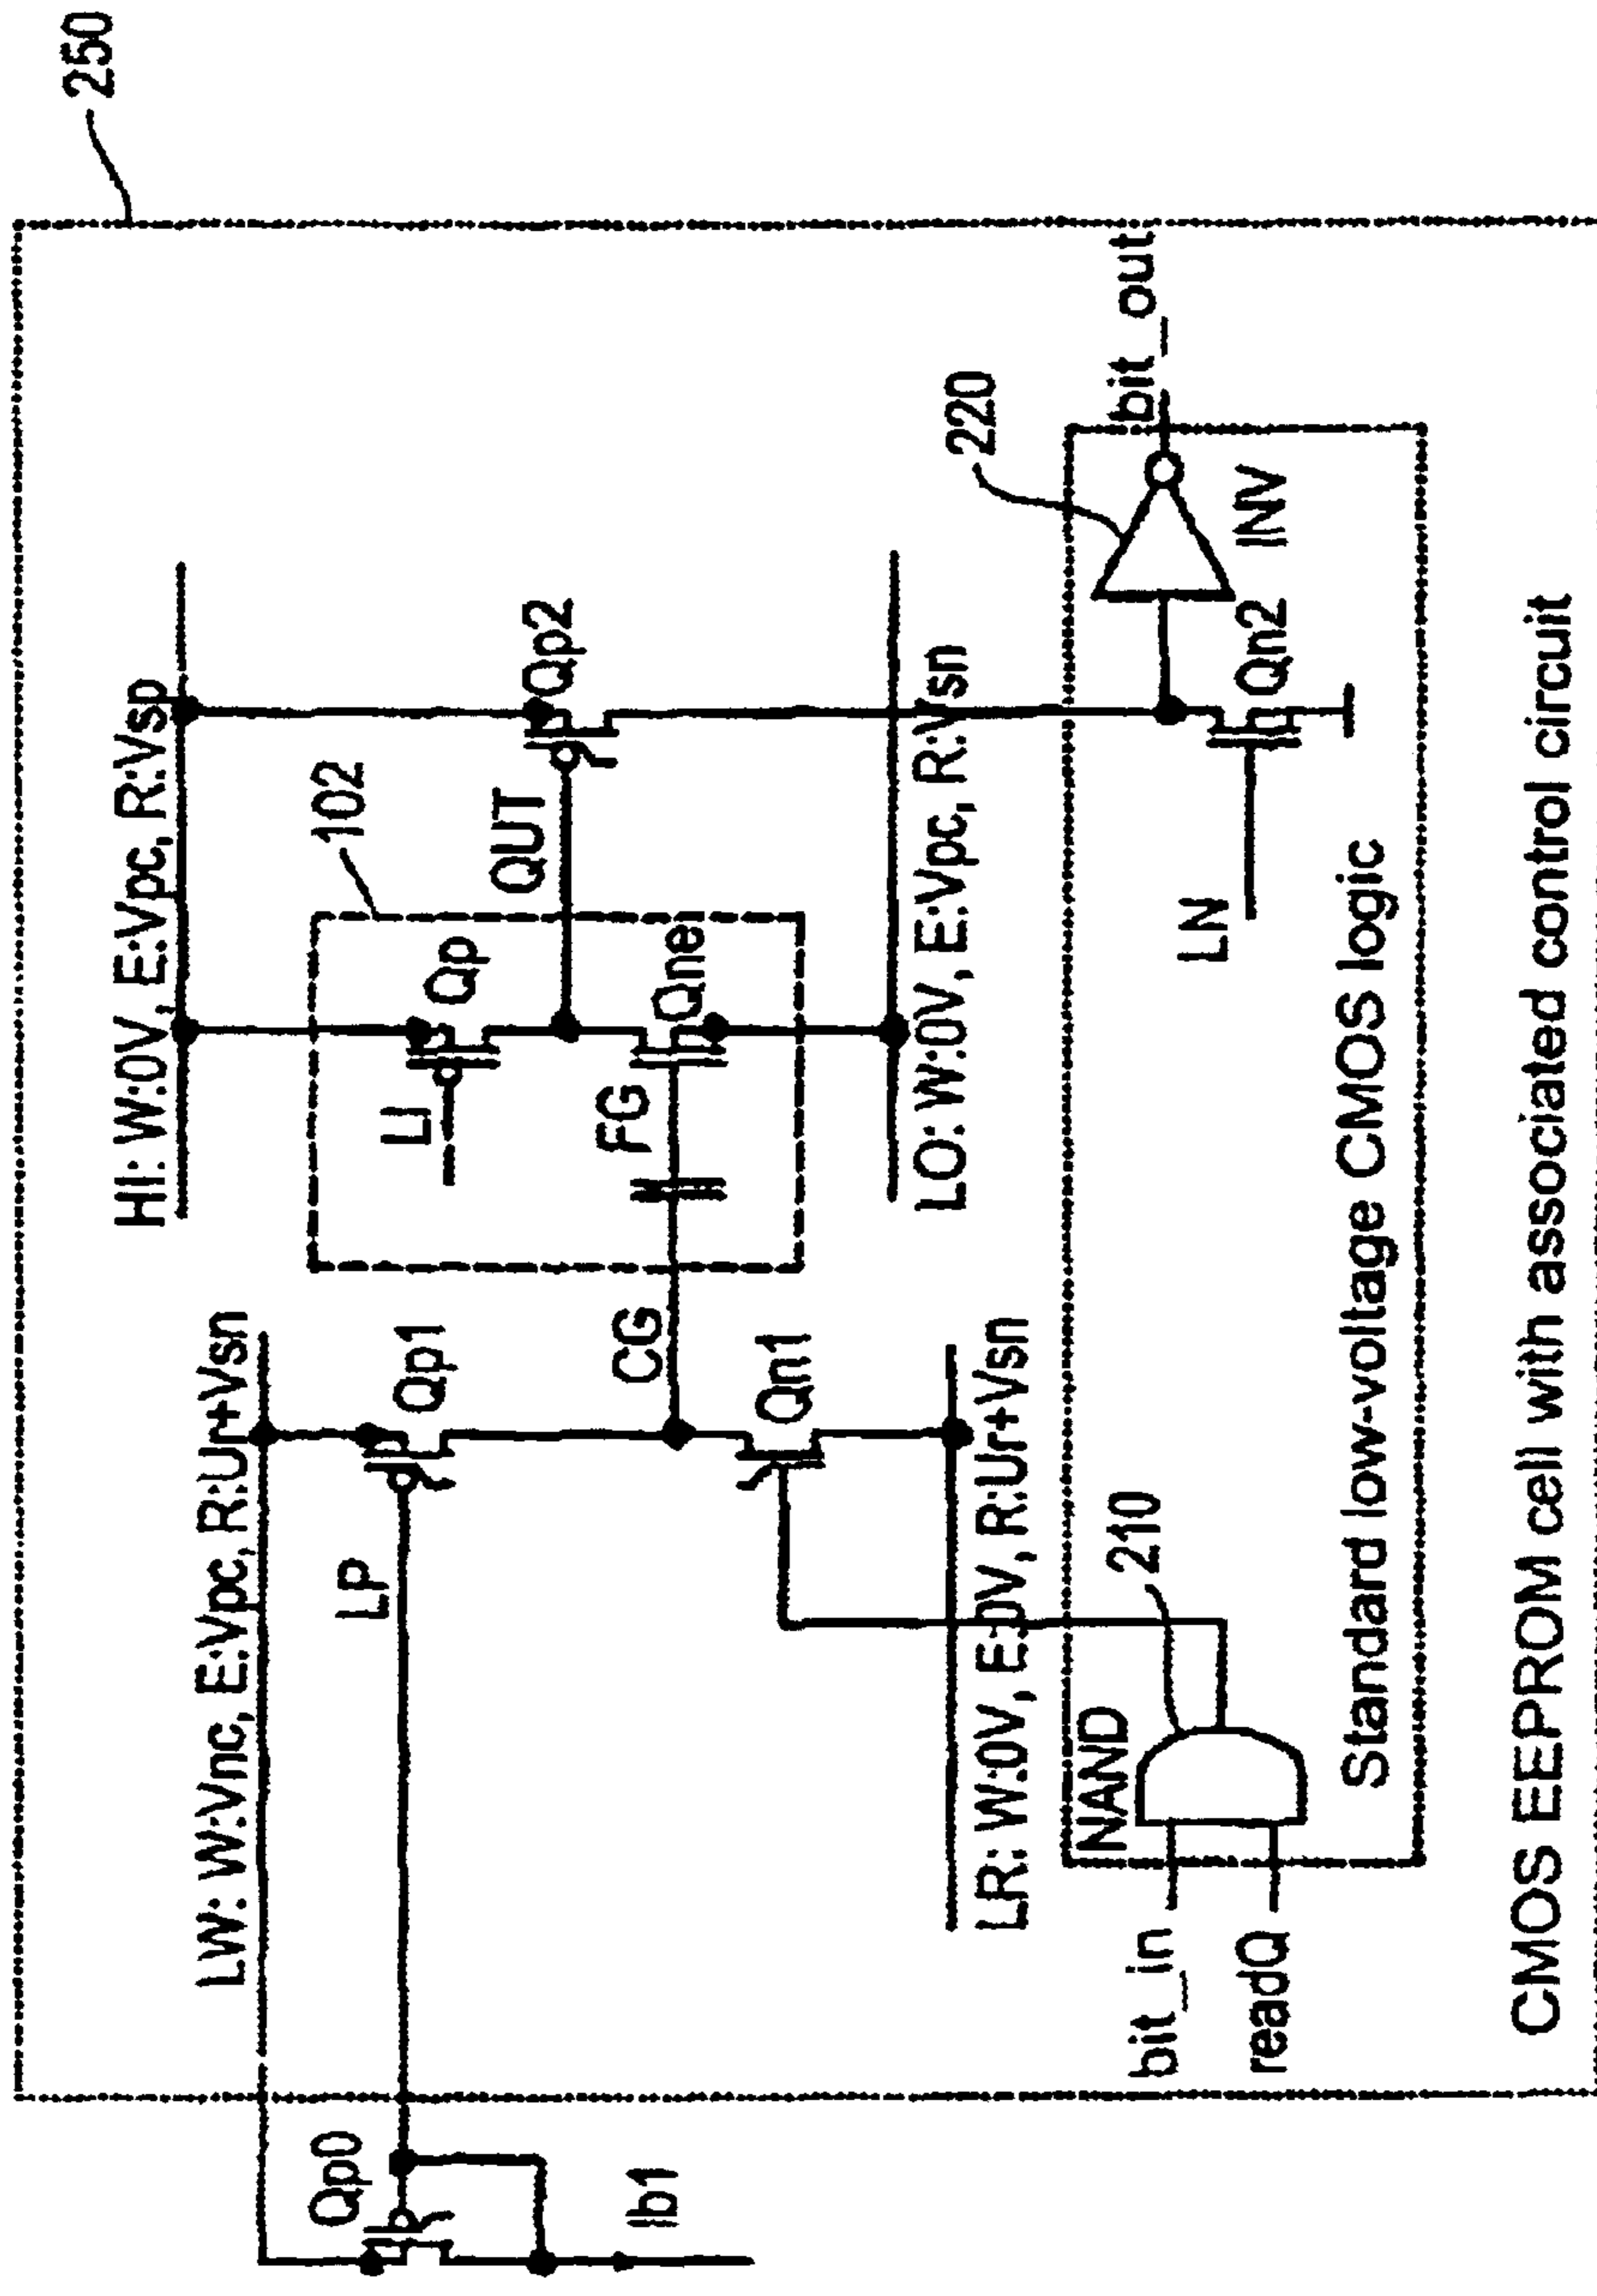 250
HI: W:0V, E:Vpc, R:Vsp
LW: W:Vnc, E:Vpc, R:Ur+Vsn
102
Qp0
LP
Qp1
LI
Qp
QUT
Qp2
Ib1
CG
FG
Qne
Qn1
LO: W:0V, E:Vpc, R:Vsn
LR: W:0V, E:0V, R:Ur+Vsn
220
210
NAND
bit_in
bit_out
readQ
LN
Qn2
INV
Standard low-voltage CMOS logic
CMOS EEPROM cell with associated control circuit